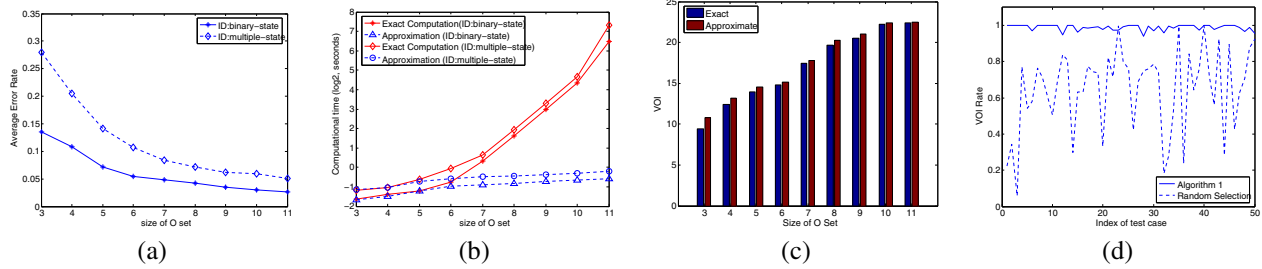 0.35
0.3
0.25
0.2
0.15
0.1
0.05
0
Average Error Rate
3 4 5 6 7 8 9 10 11
size of O set
ID:binary-state
ID:multiple-state
(a)
8
7
6
5
4
3
2
1
0
−1
−2
Computational time (log2, seconds)
3 4 5 6 7 8 9 10 11
size of O set
Exact Computation(ID:binary-state)
Approximation (ID:binary-state)
Exact Computation (ID:multiple-state)
Approximation (ID:multiple-state)
(b)
25
20
15
10
5
0
VOI
3 4 5 6 7 8 9 10 11
Size of O Set
Exact
Approximate
(c)
1
0.8
0.6
0.4
0.2
0
VOI Rate
0 10 20 30 40 50
Index of test case
Algorithm 1
Random Selection
(d)